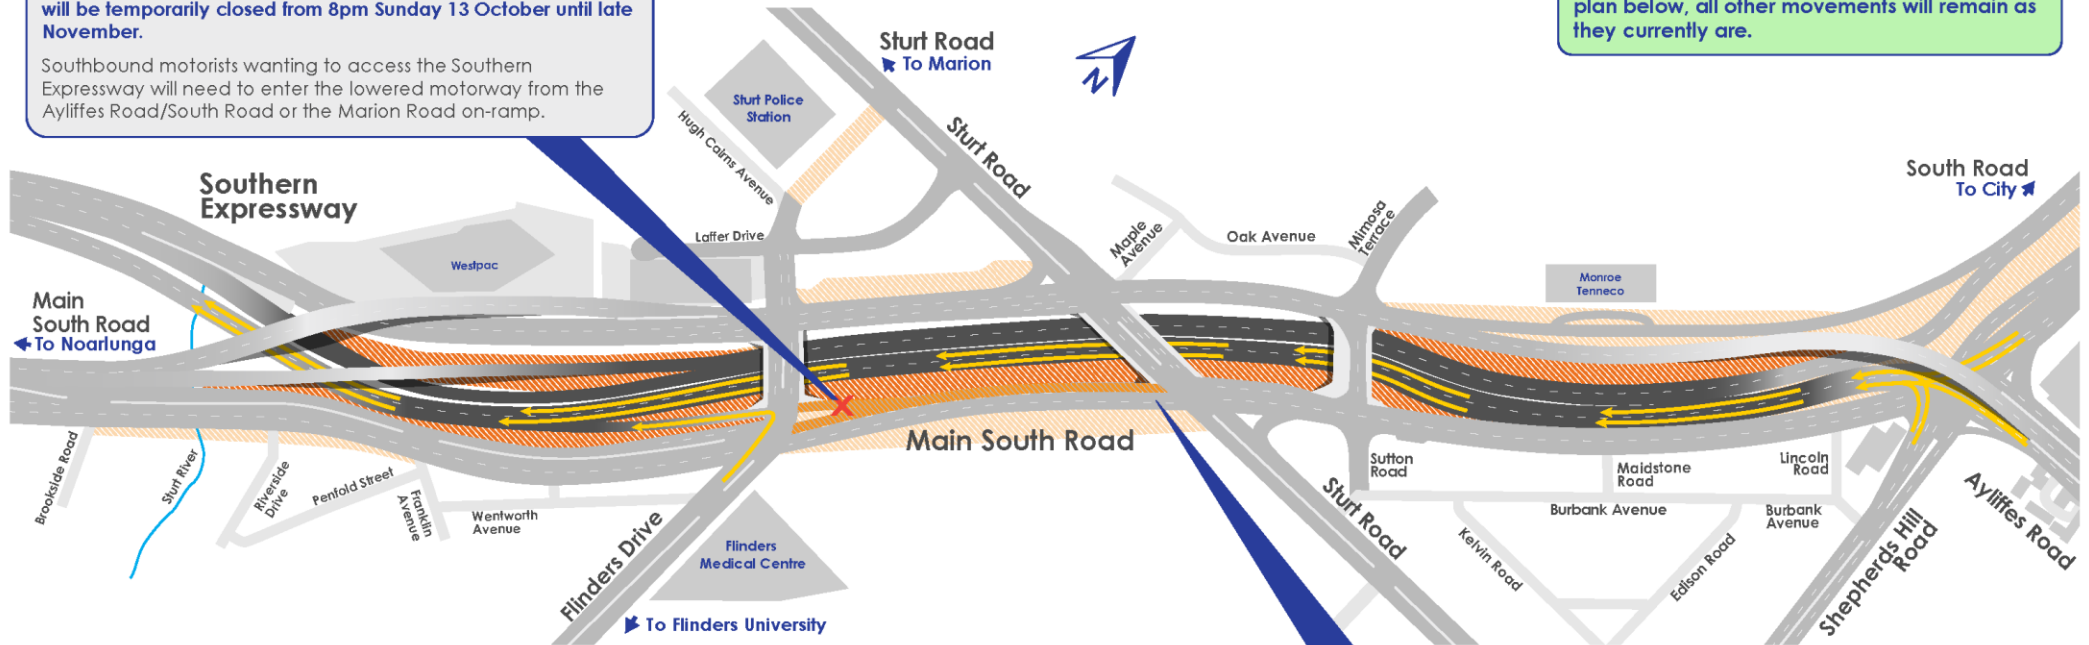 will be temporarily closed from 8pm Sunday 13 October until late
November.
Southbound motorists wanting to access the Southern
Expressway will need to enter the lowered motorway from the
Ayliffes Road/South Road or the Marion Road on-ramp.
plan below, all other movements will remain as
they currently are.
Sturt Road
To Marion
N
Sturt Police
Station
Hugh Cairns Avenue
Sturt Road
South Road
To City
Southern
Expressway
Laffer Drive
Maple
Avenue
Oak Avenue
Mimosa
Terrace
Westpac
Monroe
Tenneco
Main
South Road
To Noarlunga
Main South Road
Brookside Road
Sturt River
Riverside
Drive
Penfold Street
Franklin
Avenue
Wentworth
Avenue
Flinders Drive
Flinders
Medical Centre
To Flinders University
Sutton
Road
Sturt Road
Maidstone
Road
Lincoln
Road
Burbank Avenue
Burbank
Avenue
Kelvin Road
Edison Road
Shepherds Hill
Road
Ayliffes Road